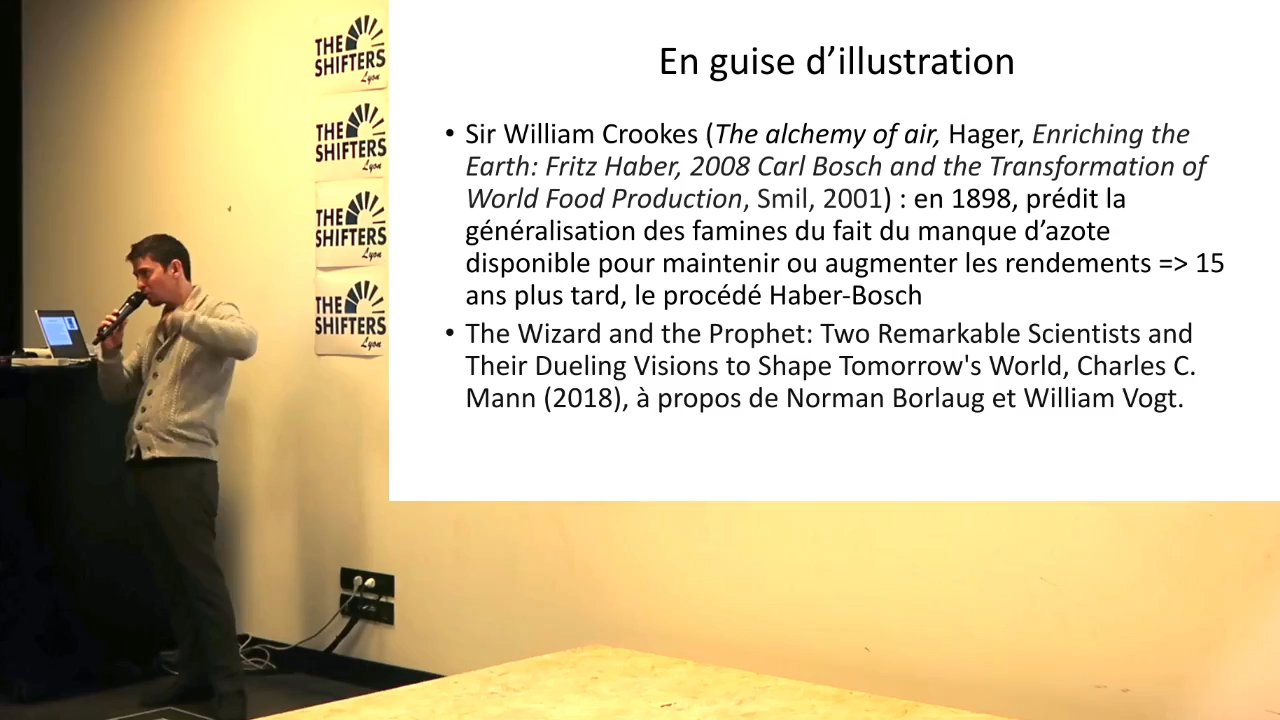 THE
SHIFTERS
Lyon
THE
SHIFTERS
Lyon
THE
SHIFTERS
Lyon
THE
SHIFTERS
Lyon
En guise d’illustration
• Sir William Crookes (The alchemy of air, Hager, Enriching the
Earth: Fritz Haber, 2008 Carl Bosch and the Transformation of
World Food Production, Smil, 2001) : en 1898, prédit la
généralisation des famines du fait du manque d’azote
disponible pour maintenir ou augmenter les rendements => 15
ans plus tard, le procédé Haber-Bosch
• The Wizard and the Prophet: Two Remarkable Scientists and
Their Dueling Visions to Shape Tomorrow's World, Charles C.
Mann (2018), à propos de Norman Borlaug et William Vogt.